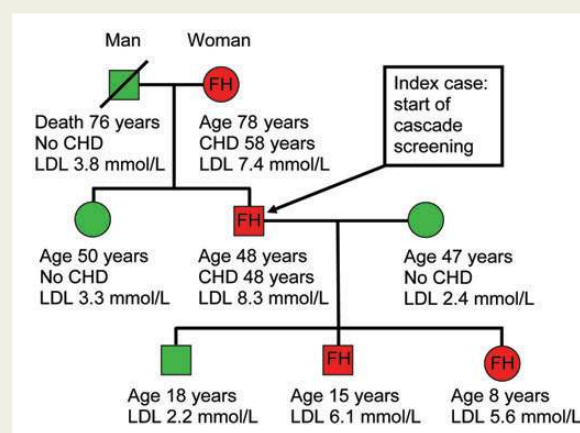 Man
Woman
FH
Index case:
start of
cascade
screening
Death 76 years
No CHD
LDL 3.8 mmol/L
Age 78 years
CHD 58 years
LDL 7.4 mmol/L
FH
Age 50 years
No CHD
LDL 3.3 mmol/L
Age 48 years
CHD 48 years
LDL 8.3 mmol/L
Age 47 years
No CHD
LDL 2.4 mmol/L
FH
FH
Age 18 years
LDL 2.2 mmol/L
Age 15 years
LDL 6.1 mmol/L
Age 8 years
LDL 5.6 mmol/L